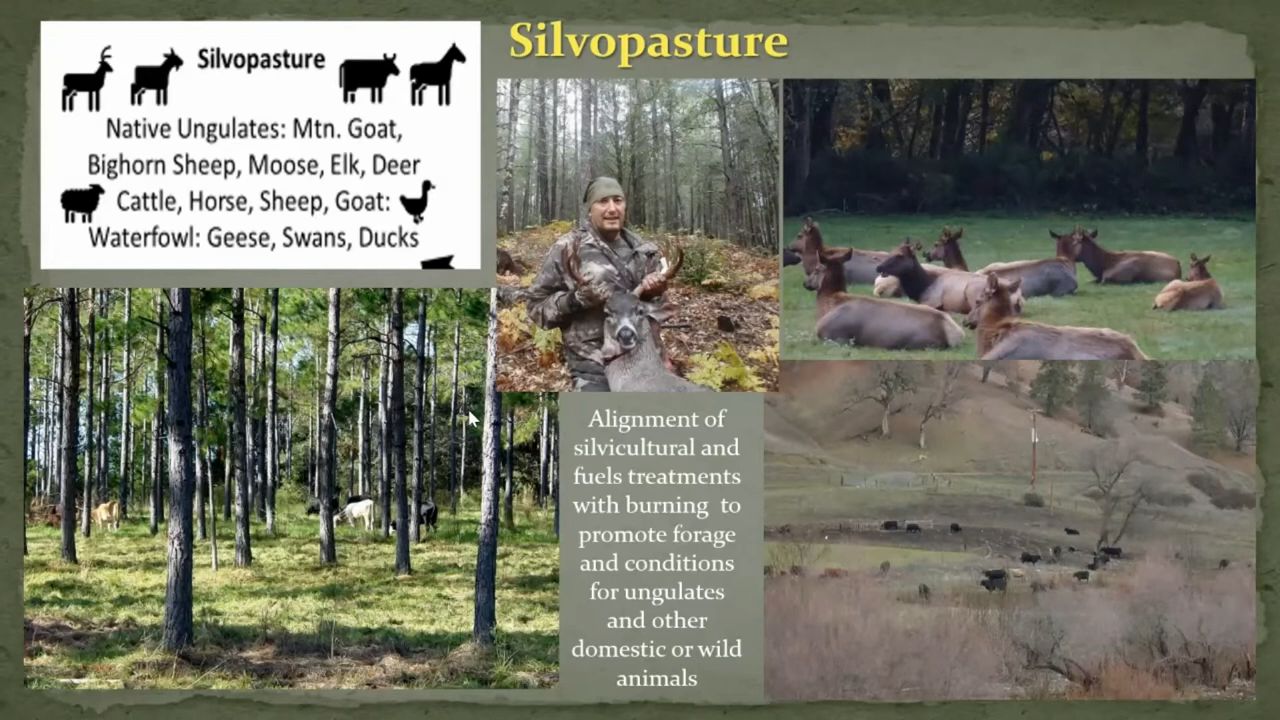 Silvopasture
Silvopasture
Native Ungulates: Mtn. Goat,
Bighorn Sheep, Moose, Elk, Deer
Cattle, Horse, Sheep, Goat:
Waterfowl: Geese, Swans, Ducks
Alignment of
silvicultural and
fuels treatments
with burning to
promote forage
and conditions
for ungulates
and other
domestic or wild
animals